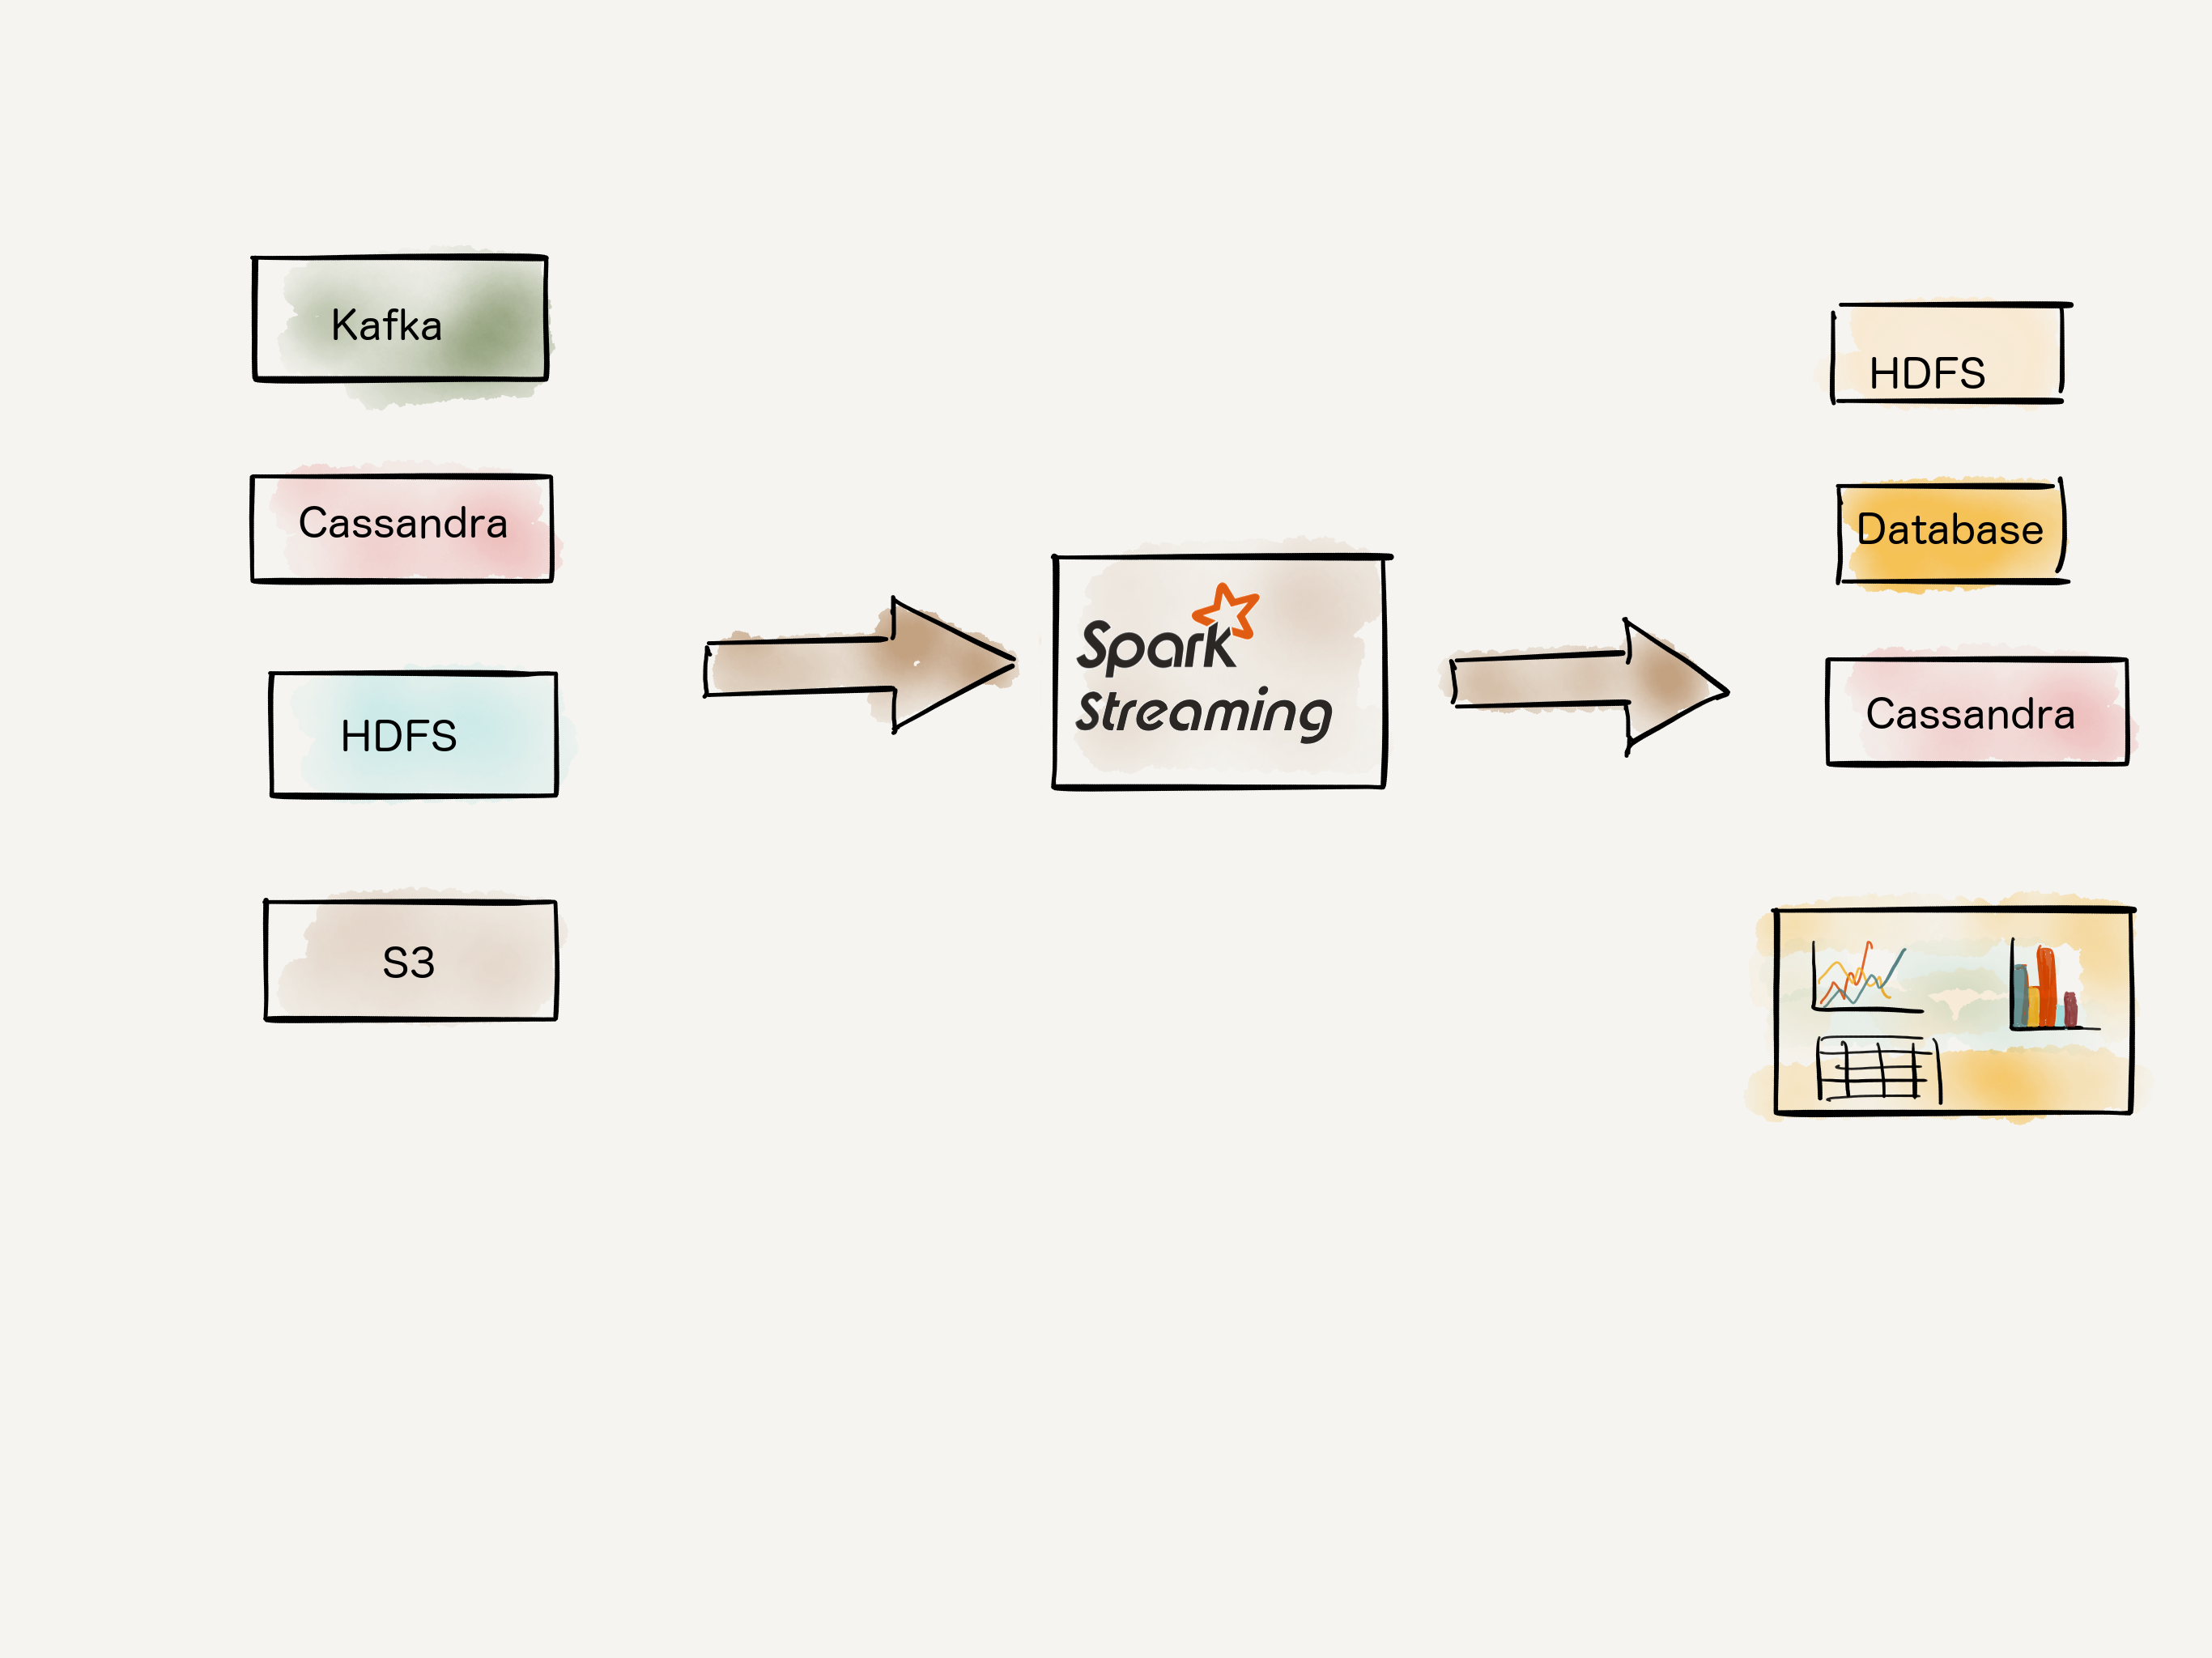 Kafka
Cassandra
HDFS
S3
Spark
Streaming
HDFS
Database
Cassandra